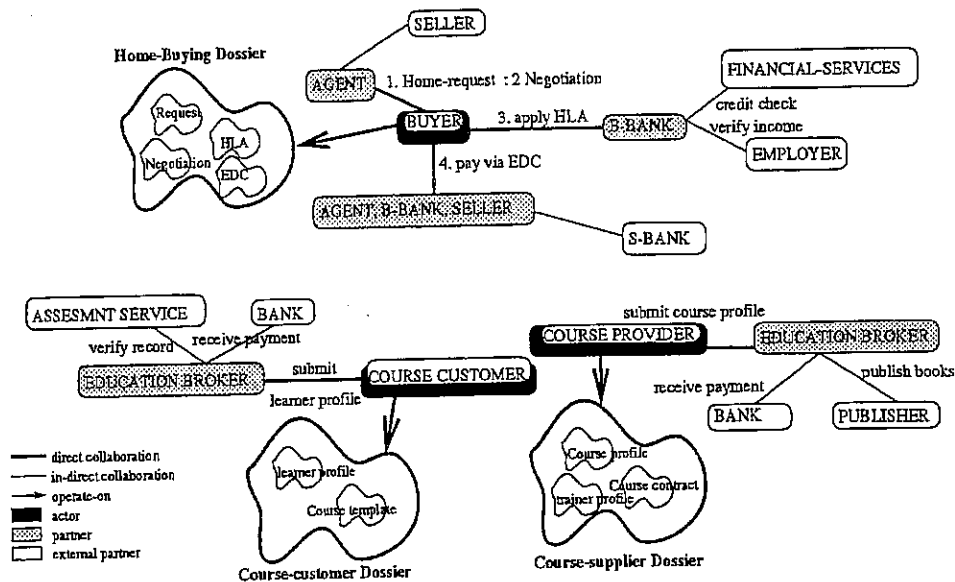 SELLER
Home-Buying Dossier
AGENT
1. Home-request : 2 Negotiation
FINANCIAL-SERVICES
Request
BUYER
3. apply HLA
B-BANK
credit check
verify income
HLA
Negotiation
EDC
4. pay via EDC
EMPLOYER
AGENT, B-BANK, SELLER
S-BANK
ASSESMNT SERVICE
BANK
verify record
receive payment
EDUCATION BROKER
submit
learner profile
COURSE CUSTOMER
submit course profile
COURSE PROVIDER
EDUCATION BROKER
receive payment
publish books
BANK
PUBLISHER
learner profile
Course template
Course-customer Dossier
Course profile
Course contract
trainer profile
Course-supplier Dossier
direct collaboration
in-direct collaboration
operate-on
actor
partner
external partner